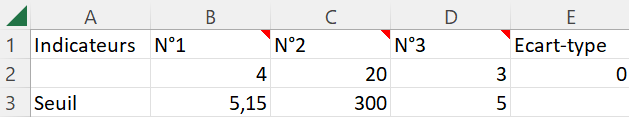 A B C D E
1 Indicateurs N°1 N°2 N°3 Ecart-type
2 4 20 3 0
3 Seuil 5,15 300 5